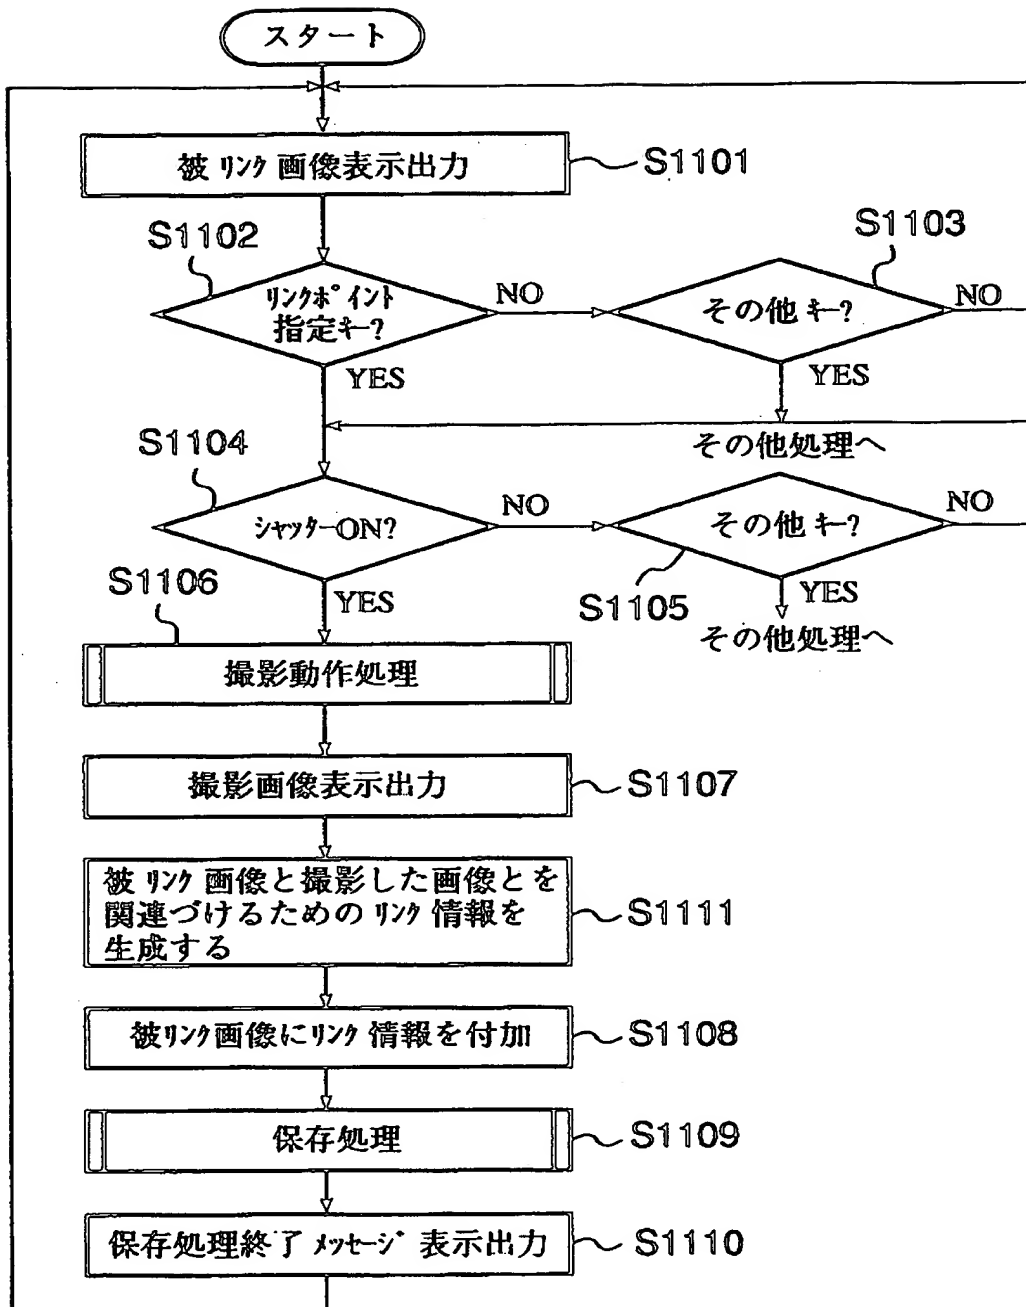 スタート
被リンク画像表示出力
S1101
S1102
リンクポイント
指定キー?
NO
YES
S1103
その他キー?
NO
YES
その他処理へ
S1104
シャッターON?
NO
YES
その他キー?
NO
S1105
YES
その他処理へ
S1106
撮影動作処理
撮影画像表示出力
S1107
被リンク画像と撮影した画像とを
関連づけるためのリンク情報を
生成する
S1111
被リンク画像にリンク情報を付加
S1108
保存処理
S1109
保存処理終了メッセージ表示出力
S1110